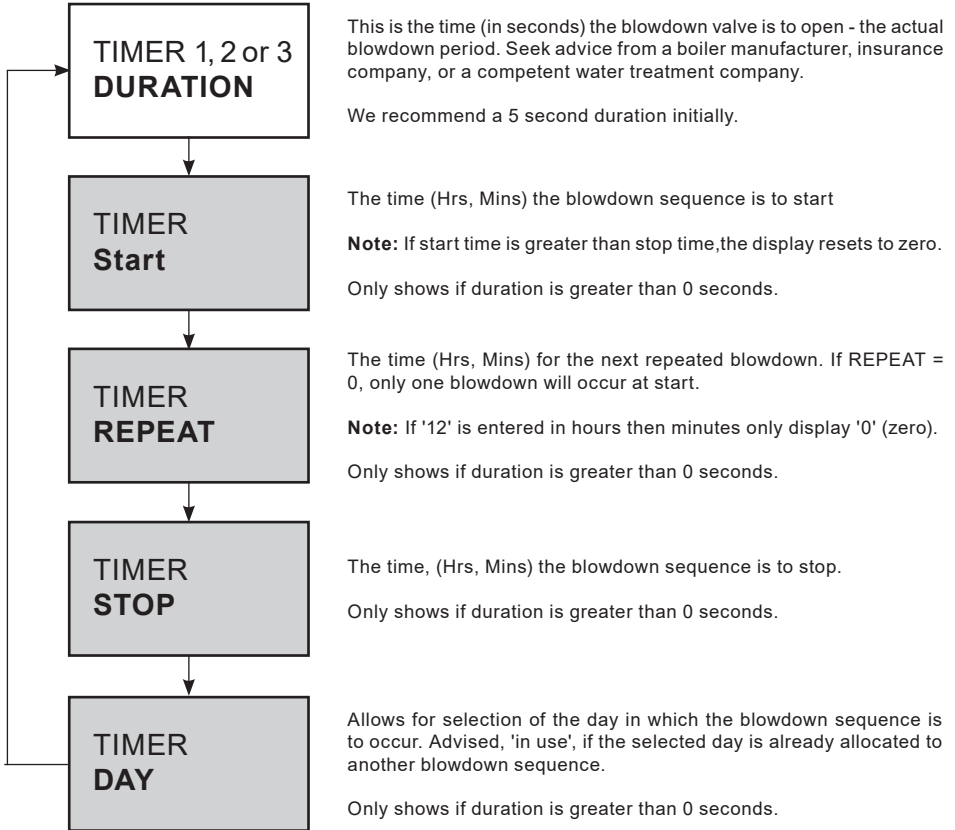 TIMER 1, 2 or 3
DURATION
This is the time (in seconds) the blowdown valve is to open - the actual
blowdown period. Seek advice from a boiler manufacturer, insurance
company, or a competent water treatment company.
We recommend a 5 second duration initially.
TIMER
Start
The time (Hrs, Mins) the blowdown sequence is to start
Note: If start time is greater than stop time,the display resets to zero.
Only shows if duration is greater than 0 seconds.
TIMER
REPEAT
The time (Hrs, Mins) for the next repeated blowdown. If REPEAT =
0, only one blowdown will occur at start.
Note: If '12' is entered in hours then minutes only display '0' (zero).
Only shows if duration is greater than 0 seconds.
TIMER
STOP
The time, (Hrs, Mins) the blowdown sequence is to stop.
Only shows if duration is greater than 0 seconds.
TIMER
DAY
Allows for selection of the day in which the blowdown sequence is
to occur. Advised, 'in use', if the selected day is already allocated to
another blowdown sequence.
Only shows if duration is greater than 0 seconds.